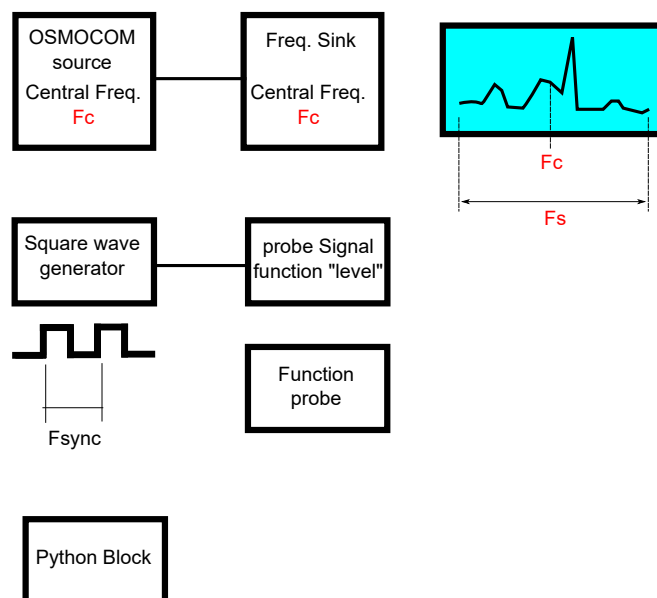 OSMOCOM
source
Central Freq.
Fc
Freq. Sink
Central Freq.
Fc
Fc
Fs
Square wave
generator
probe Signal
function "level"
Fsync
Function
probe
Python Block